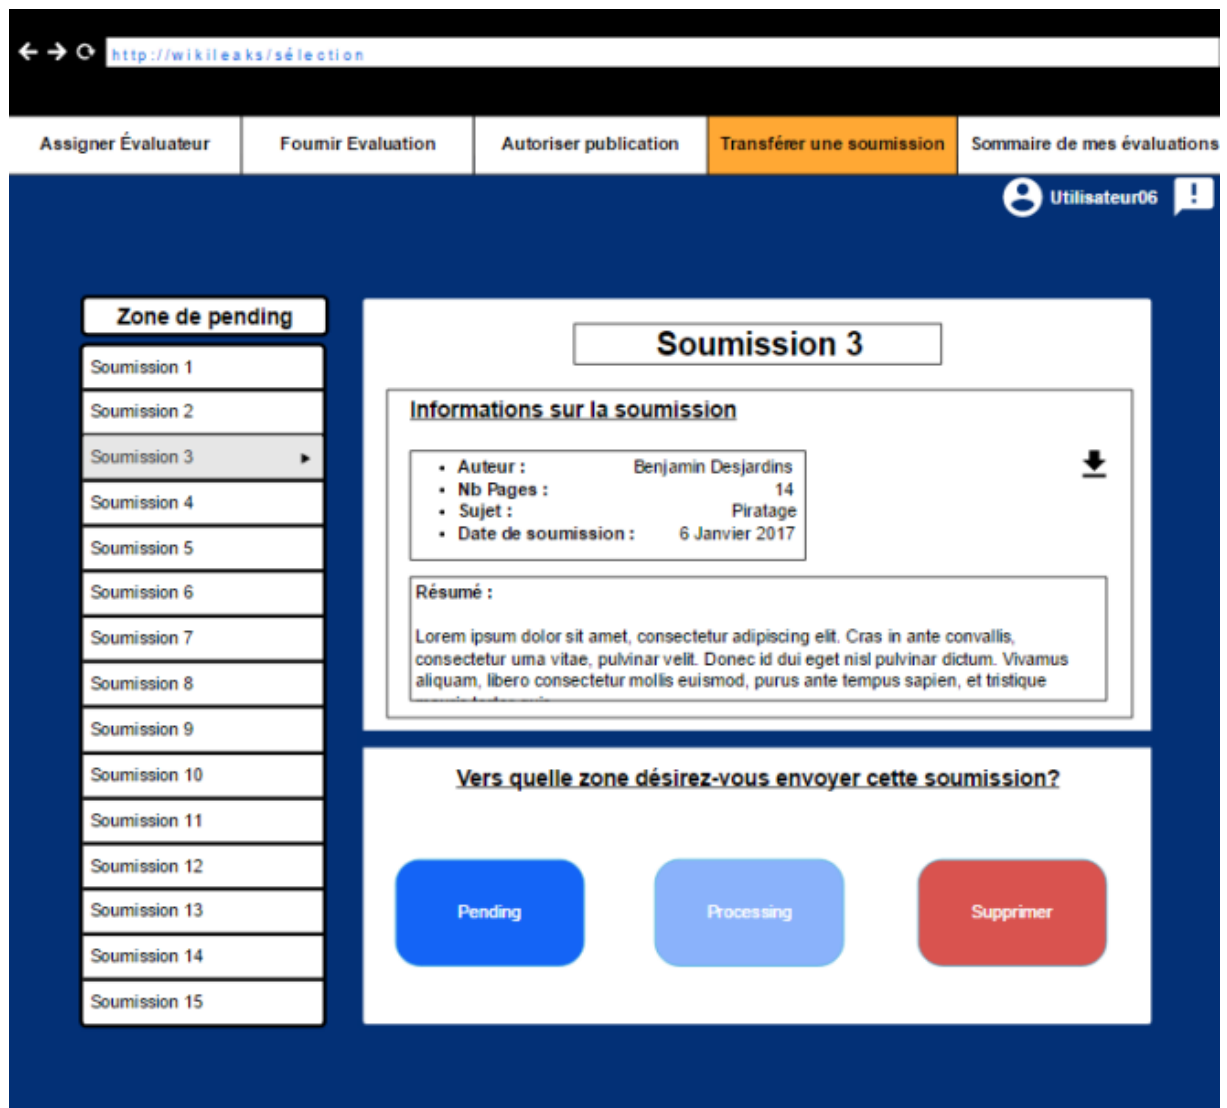 http://wikileaks/sélection
Assigner Évaluateur
Fournir Evaluation
Autoriser publication
Transférer une soumission
Sommaire de mes évaluations
Utilisateur06
Zone de pending
Soumission 1
Soumission 2
Soumission 3
Soumission 4
Soumission 5
Soumission 6
Soumission 7
Soumission 8
Soumission 9
Soumission 10
Soumission 11
Soumission 12
Soumission 13
Soumission 14
Soumission 15
Soumission 3
Informations sur la soumission
• Auteur : Benjamin Desjardins
• Nb Pages : 14
• Sujet : Piratage
• Date de soumission : 6 Janvier 2017
Résumé :
Lorem ipsum dolor sit amet, consectetur adipiscing elit. Cras in ante convallis,
consectetur urna vitae, pulvinar velit. Donec id dui eget nisl pulvinar dictum. Vivamus
aliquam, libero consectetur mollis euismod, purus ante tempus sapien, et tristique
Vers quelle zone désirez-vous envoyer cette soumission?
Pending
Processing
Supprimer